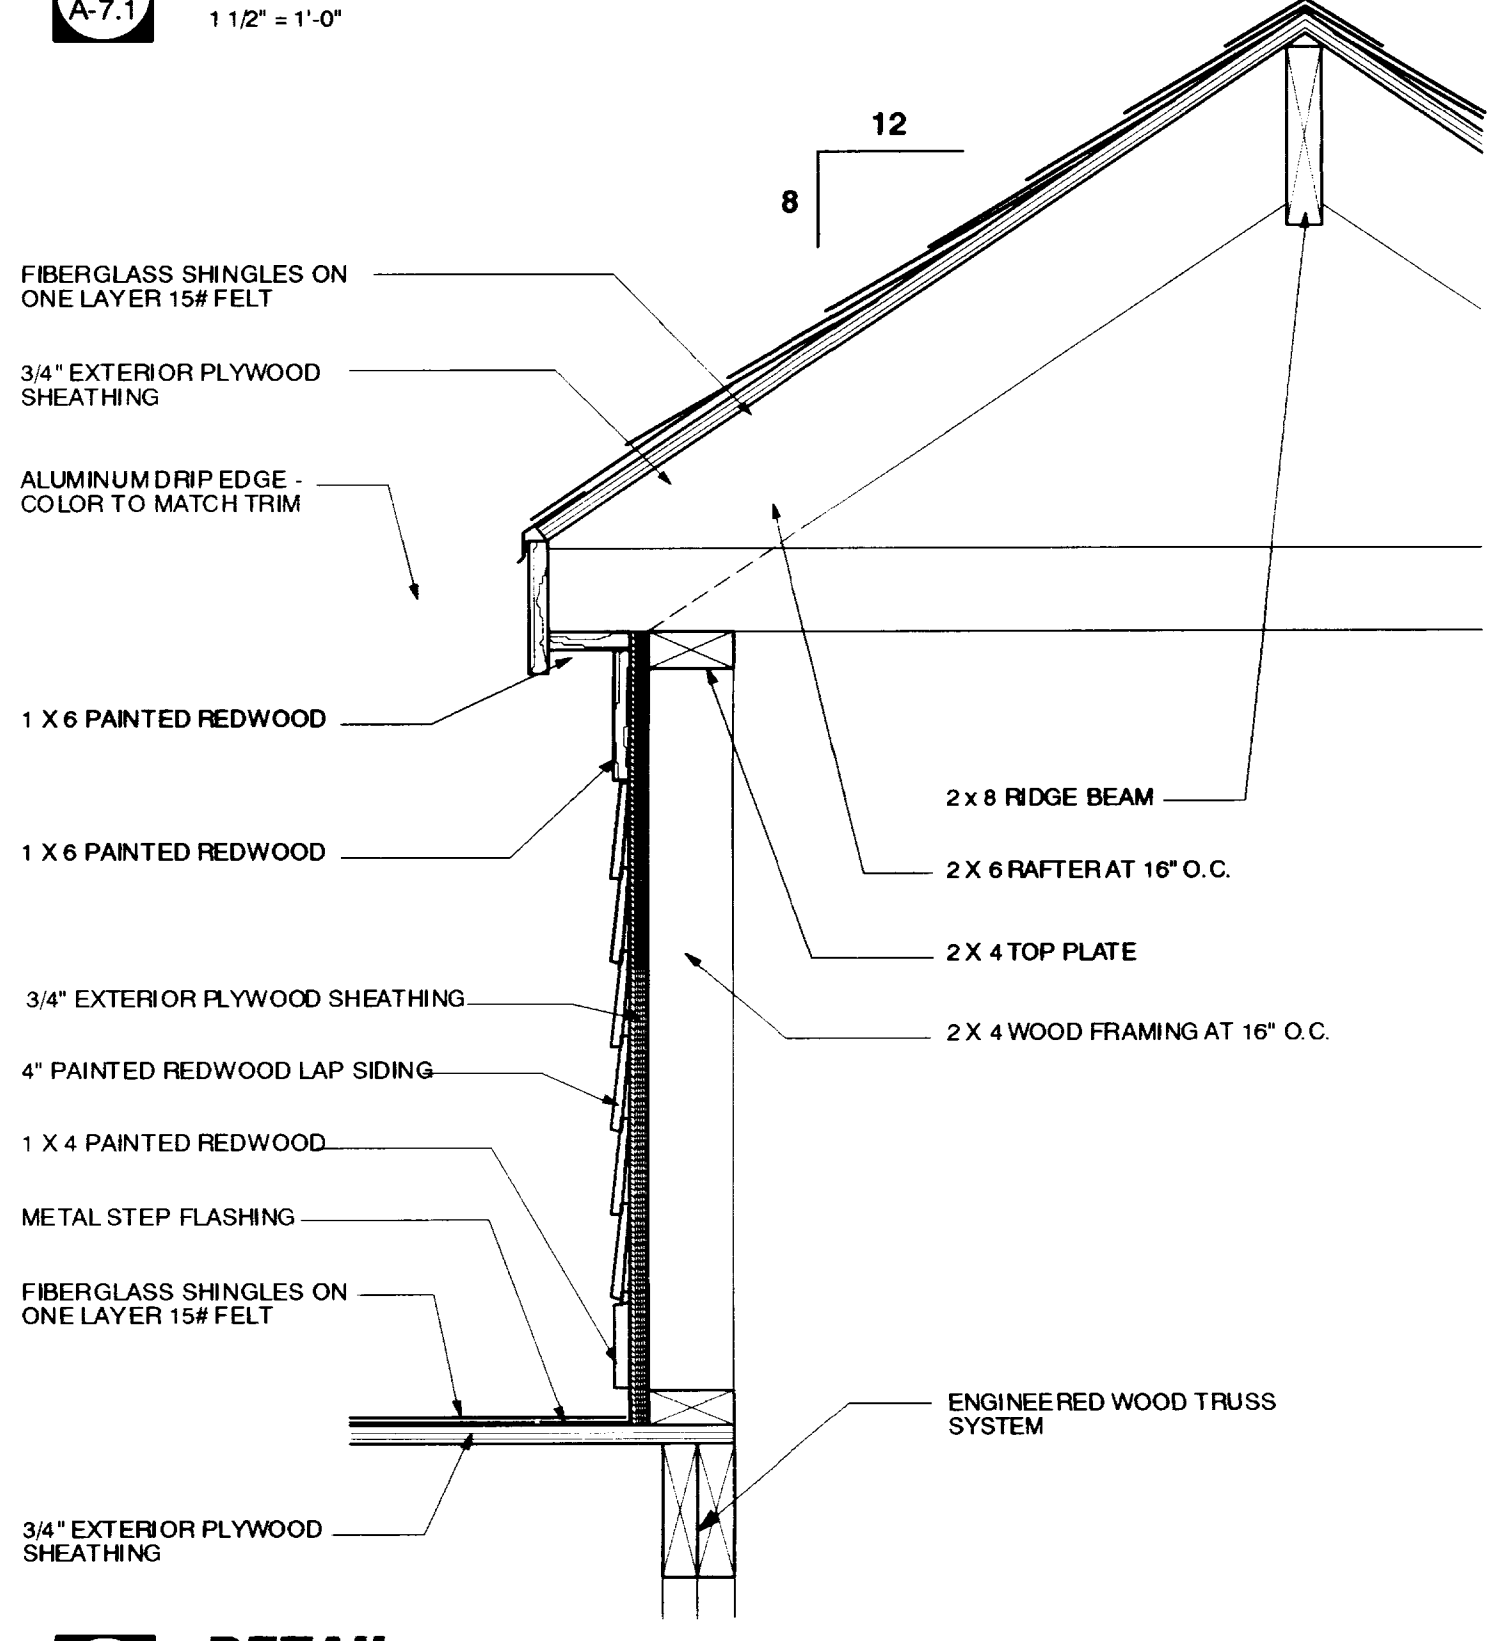 A-7.1
1 1/2" = 1'-0"
12
8
FIBERGLASS SHINGLES ON
ONE LAYER 15# FELT
3/4" EXTERIOR PLYWOOD
SHEATHING
ALUMINUM DRIP EDGE -
COLOR TO MATCH TRIM
1 X 6 PAINTED REDWOOD
1 X 6 PAINTED REDWOOD
3/4" EXTERIOR PLYWOOD SHEATHING
4" PAINTED REDWOOD LAP SIDING
1 X 4 PAINTED REDWOOD
METAL STEP FLASHING
FIBERGLASS SHINGLES ON
ONE LAYER 15# FELT
3/4" EXTERIOR PLYWOOD
SHEATHING
2 x 8 RIDGE BEAM
2 X 6 RAFTER AT 16" O.C.
2 X 4 TOP PLATE
2 X 4 WOOD FRAMING AT 16" O.C.
ENGINEERED WOOD TRUSS
SYSTEM
DETAIL